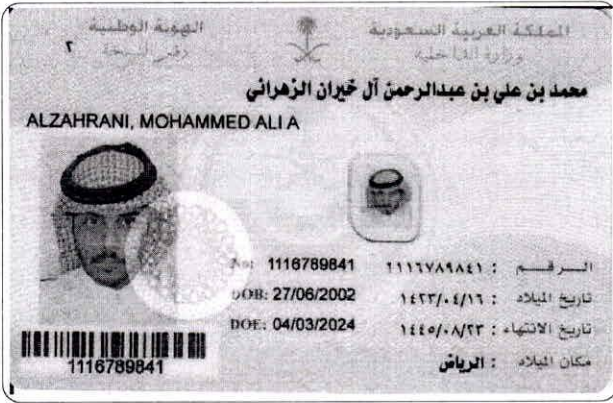 المملكة العربية السعودية
وزارة الداخلية
الهوية الوطنية
رقم النسخة ٢
محمد بن علي بن عبدالرحمن آل خيران الزهراني
ALZAHRANI, MOHAMMED ALI A
الرقم : ١١١٦٧٨٩٨٤١ No: 1116789841
تاريخ الميلاد : ١٤٢٣/٠٤/١٦ DOB: 27/06/2002
تاريخ الانتهاء : ١٤٤٥/٠٨/٢٣ DOE: 04/03/2024
مكان الميلاد : الرياض
1116789841